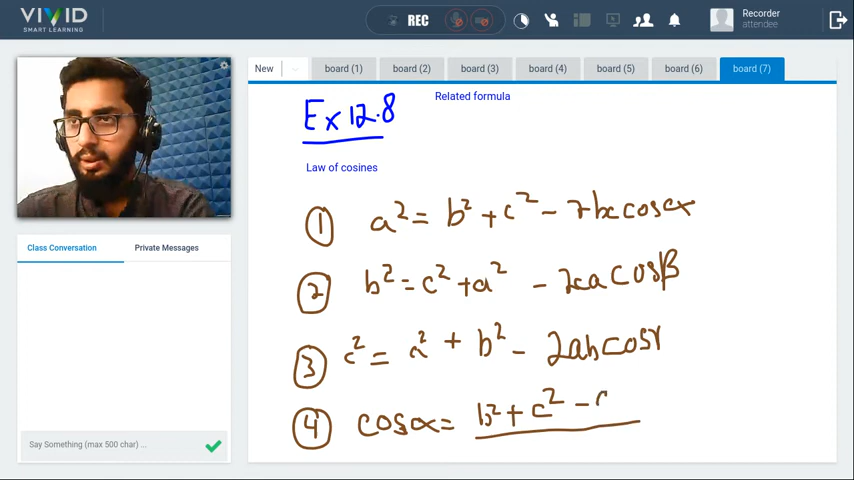 VIVID
SMART LEARNING
REC
Recorder
attendee
New
board (1)
board (2)
board (3)
board (4)
board (5)
board (6)
board (7)
Related formula
Ex 12.8
Law of cosines
① a² = b² + c² - 2bc cosα
② b² = c² + a² - 2ca cosβ
③ c² = a² + b² - 2ab cosγ
④ cosα = b² + c² -
Class Conversation
Private Messages
Say Something (max 500 char) ...